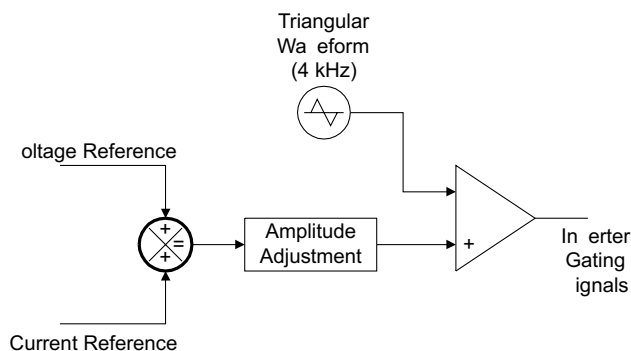 Triangular
Wa eform
(4 kHz)
oltage Reference
+
=
+
Amplitude
Adjustment
+
In erter
Gating
ignals
Current Reference